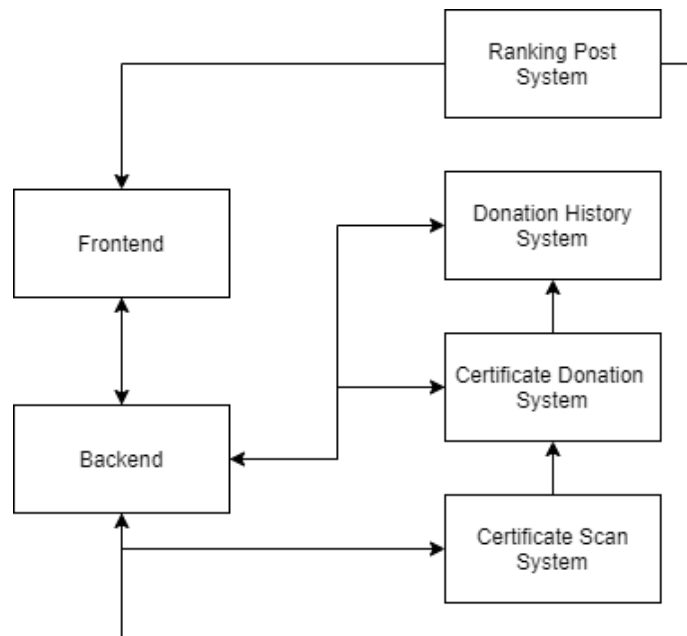 Ranking Post
System
Donation History
System
Frontend
Certificate Donation
System
Backend
Certificate Scan
System